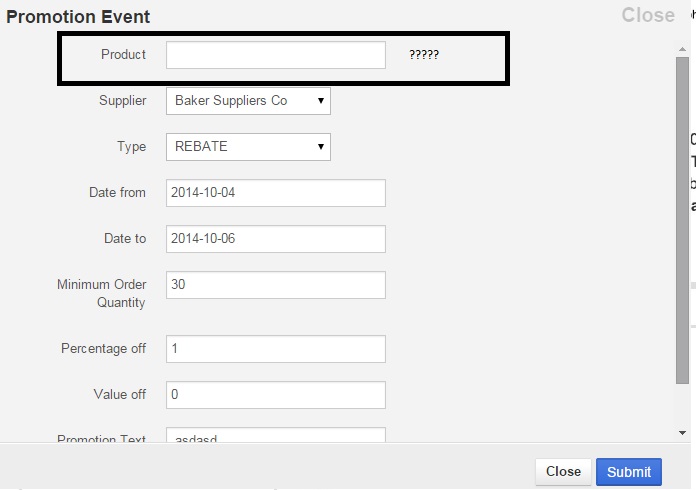 Promotion Event
Close
Product
?????
Supplier
Baker Suppliers Co
Type
REBATE
Date from
2014-10-04
Date to
2014-10-06
Minimum Order
Quantity
30
Percentage off
1
Value off
0
Promotion Text
asdasd
Close
Submit